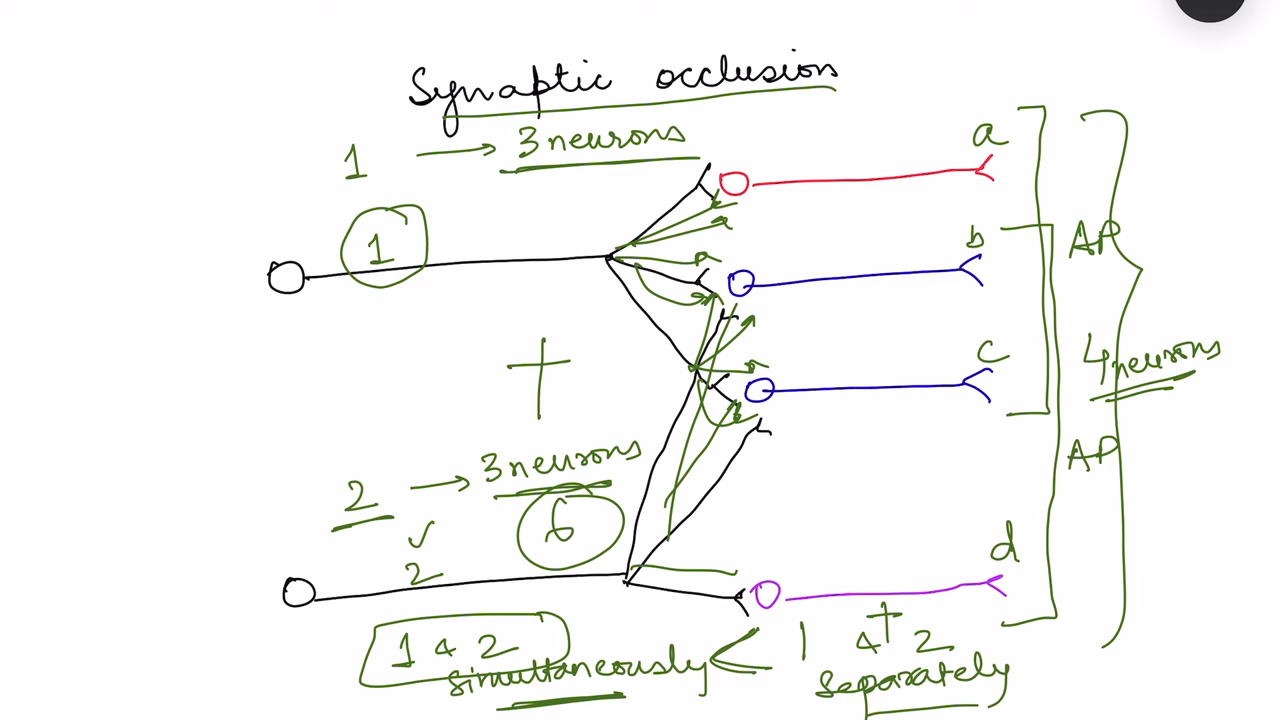 Synaptic occlusion
1 → 3 neurons
a
1
b
AP
c
4 neurons
2 → 3 neurons
AP
6
✓
2
d
1 & 2 simultaneously < 1 & 2 separately